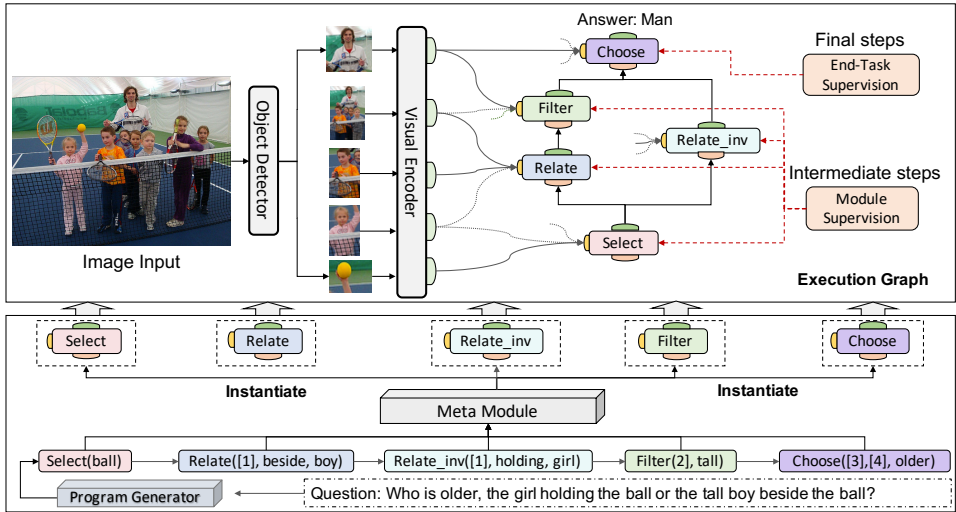 Answer: Man
Choose
Final steps
End-Task
Supervision
Filter
Relate_inv
Relate
Intermediate steps
Module
Supervision
Select
Execution Graph
Object Detector
Visual Encoder
Babolat
Image Input
Select
Relate
Relate_inv
Filter
Choose
Instantiate
Instantiate
Meta Module
Select(ball)
Relate([1], beside, boy)
Relate_inv([1], holding, girl)
Filter(2], tall)
Choose([3],[4], older)
Program Generator
Question: Who is older, the girl holding the ball or the tall boy beside the ball?